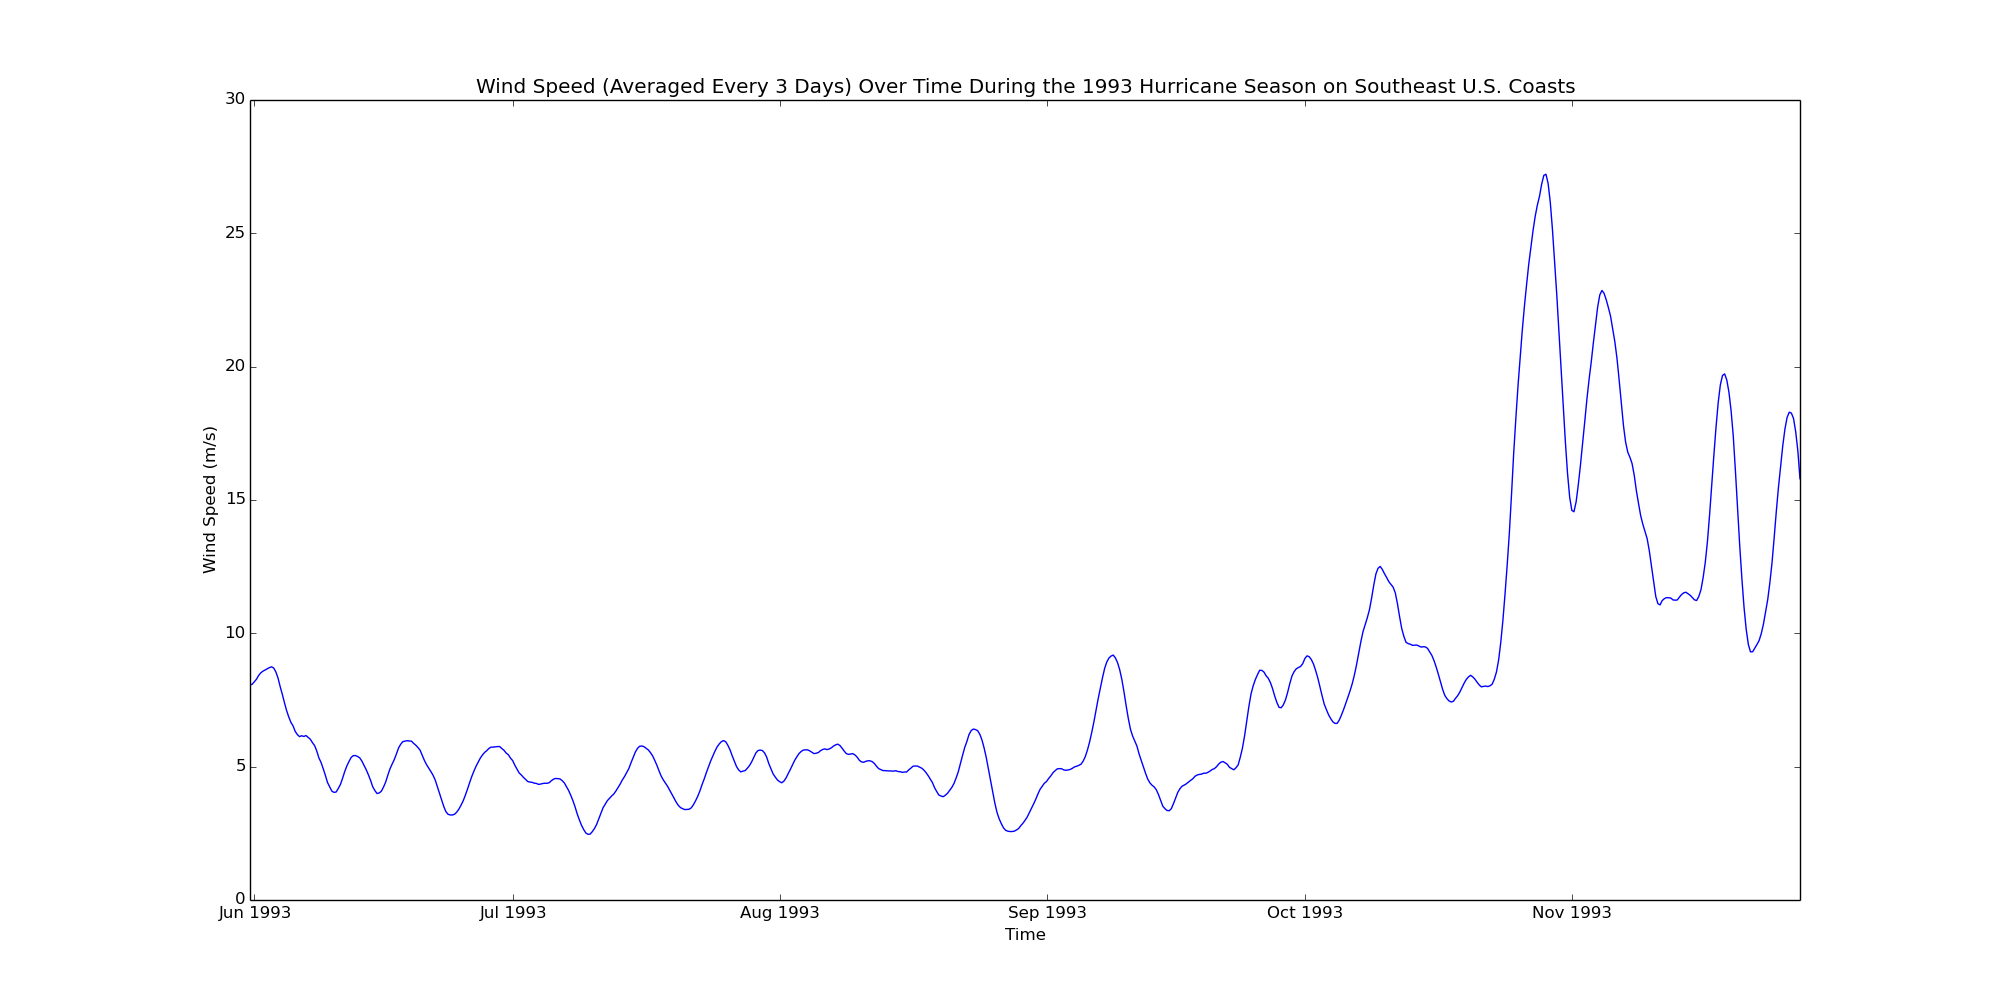 Wind Speed (Averaged Every 3 Days) Over Time During the 1993 Hurricane Season on Southeast U.S. Coasts
30
25
20
15
10
5
0
Wind Speed (m/s)
Jun 1993 Jul 1993 Aug 1993 Sep 1993 Oct 1993 Nov 1993
Time